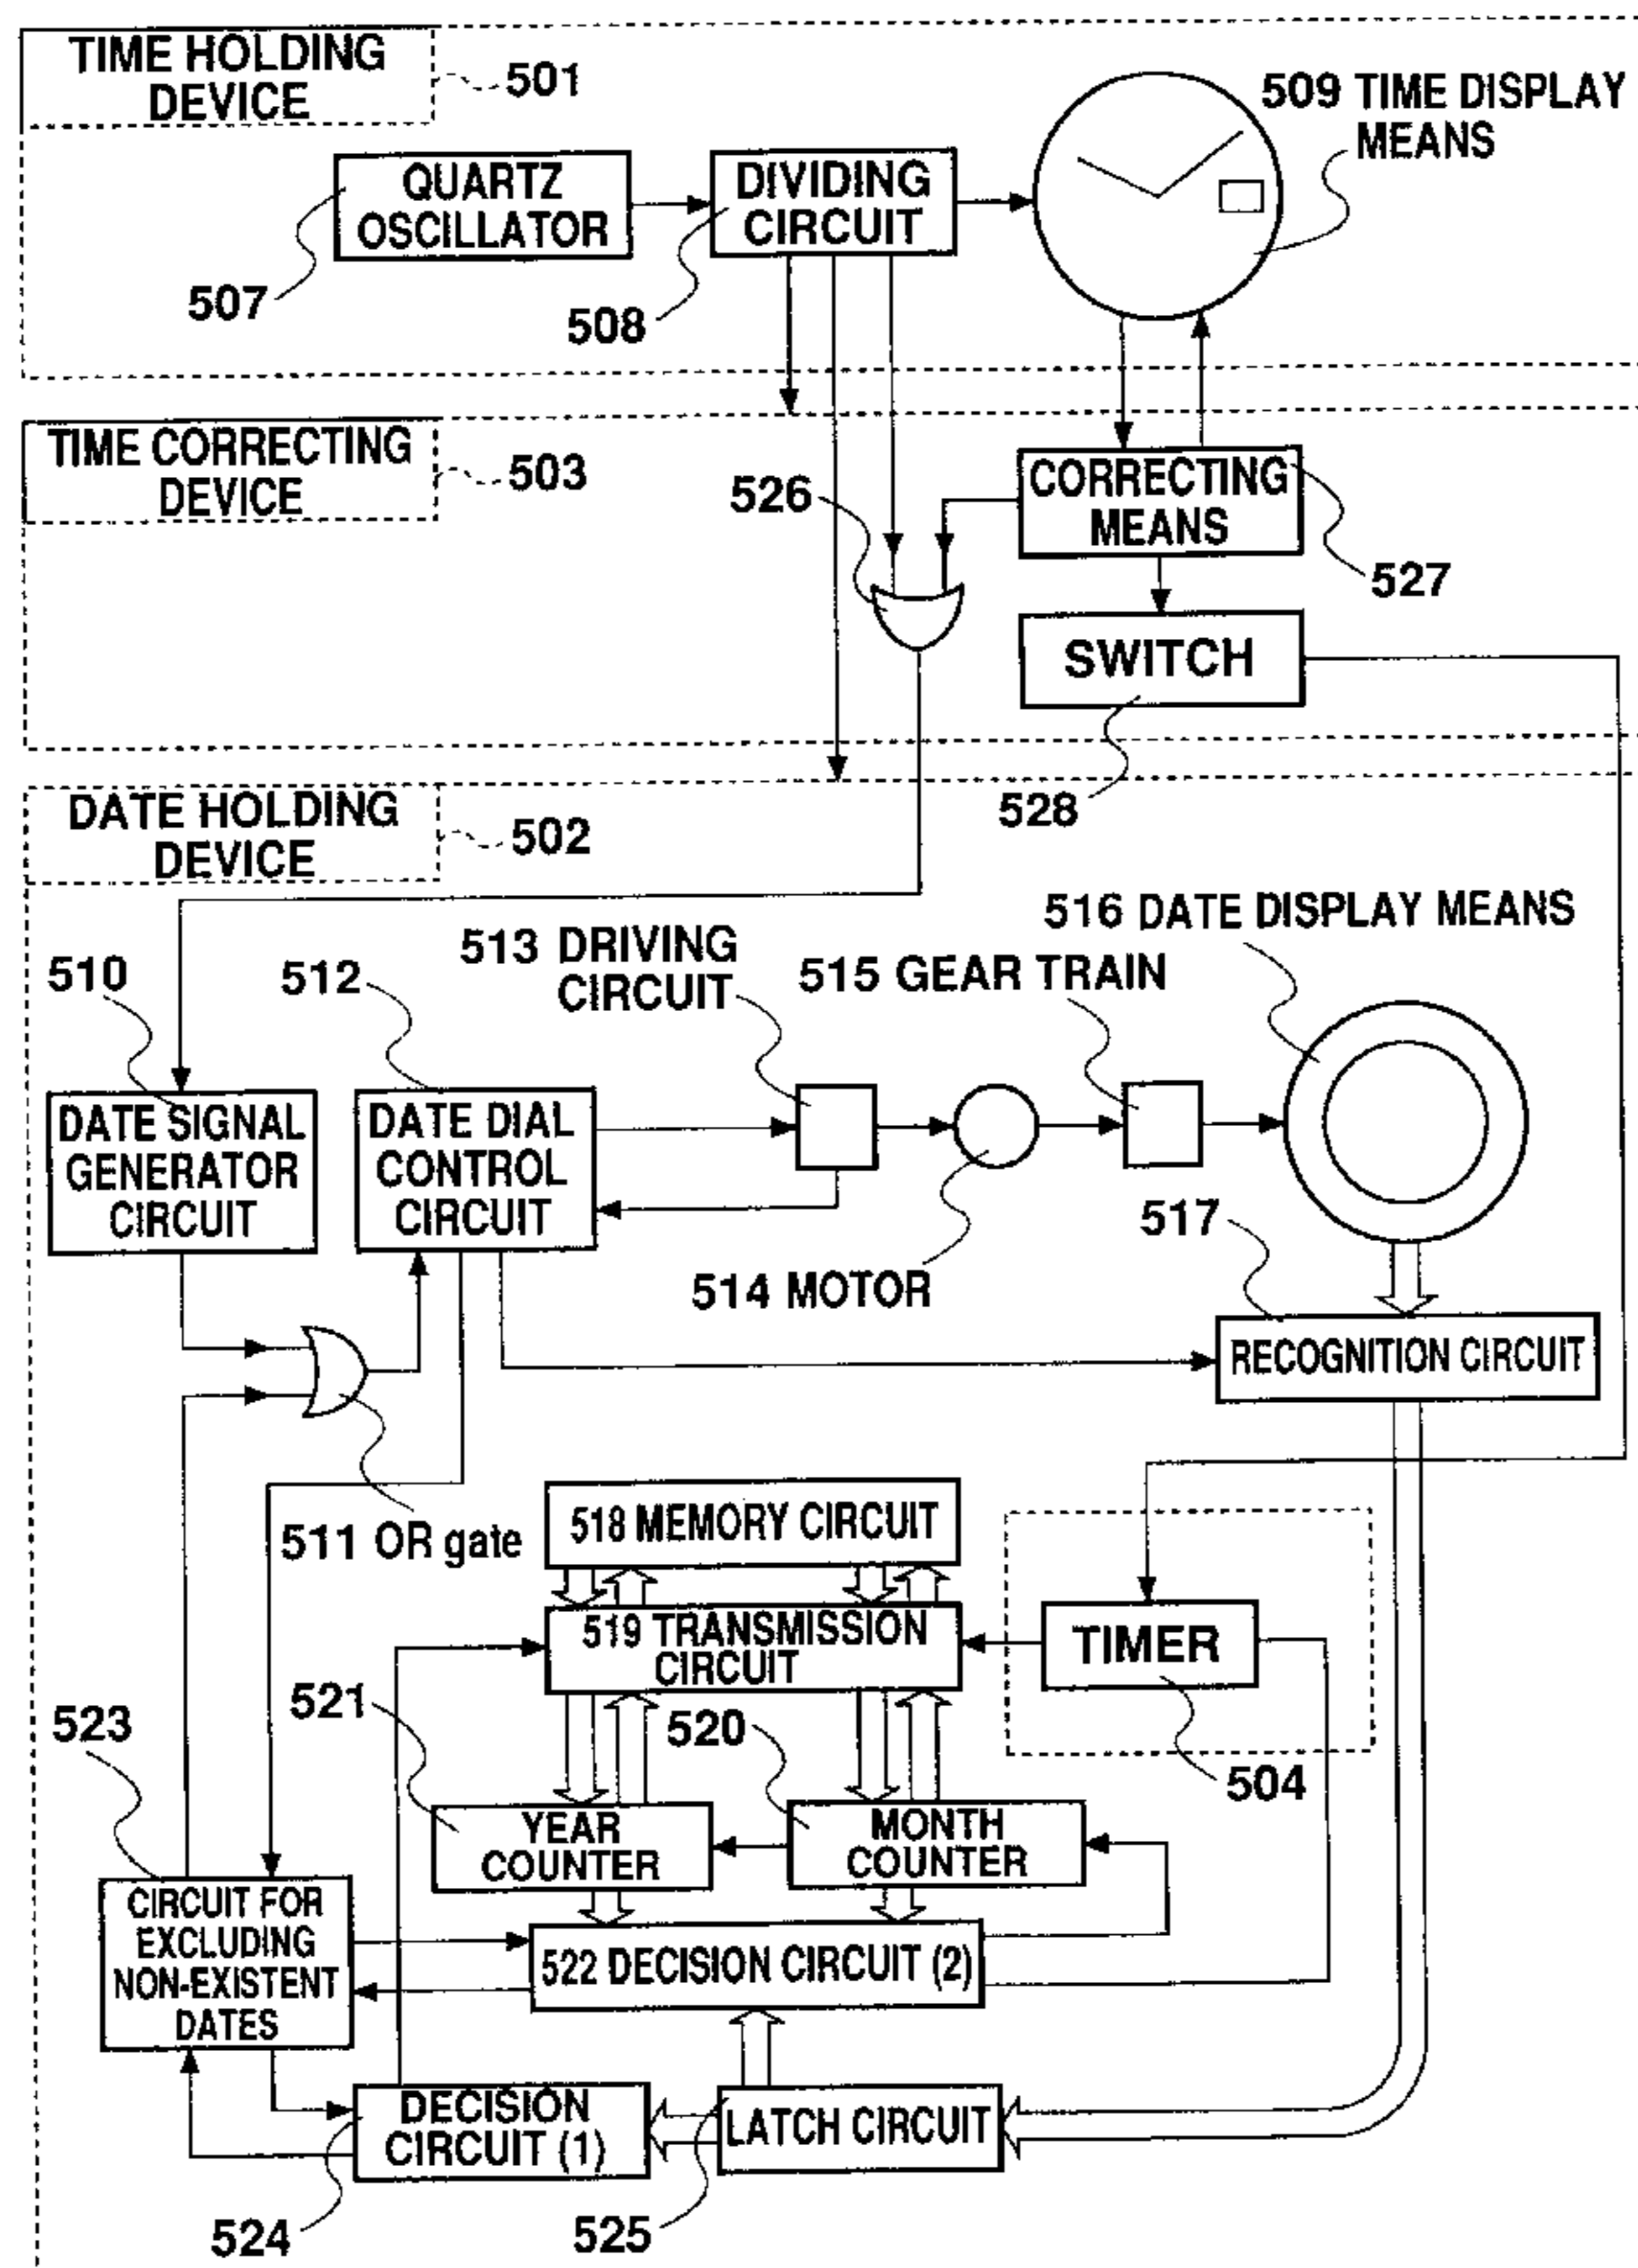 TIME HOLDING
DEVICE
501
509 TIME DISPLAY
MEANS
QUARTZ
OSCILLATOR
DIVIDING
CIRCUIT
507
508
TIME CORRECTING
DEVICE
503
526
CORRECTING
MEANS
527
SWITCH
528
DATE HOLDING
DEVICE
502
516 DATE DISPLAY MEANS
513 DRIVING
CIRCUIT
515 GEAR TRAIN
510
512
DATE SIGNAL
GENERATOR
CIRCUIT
DATE DIAL
CONTROL
CIRCUIT
517
514 MOTOR
RECOGNITION CIRCUIT
511 OR gate
518 MEMORY CIRCUIT
519 TRANSMISSION
CIRCUIT
TIMER
504
521
520
523
YEAR
COUNTER
MONTH
COUNTER
CIRCUIT FOR
EXCLUDING
NON-EXISTENT
DATES
522 DECISION CIRCUIT (2)
DECISION
CIRCUIT (1)
LATCH CIRCUIT
524
525